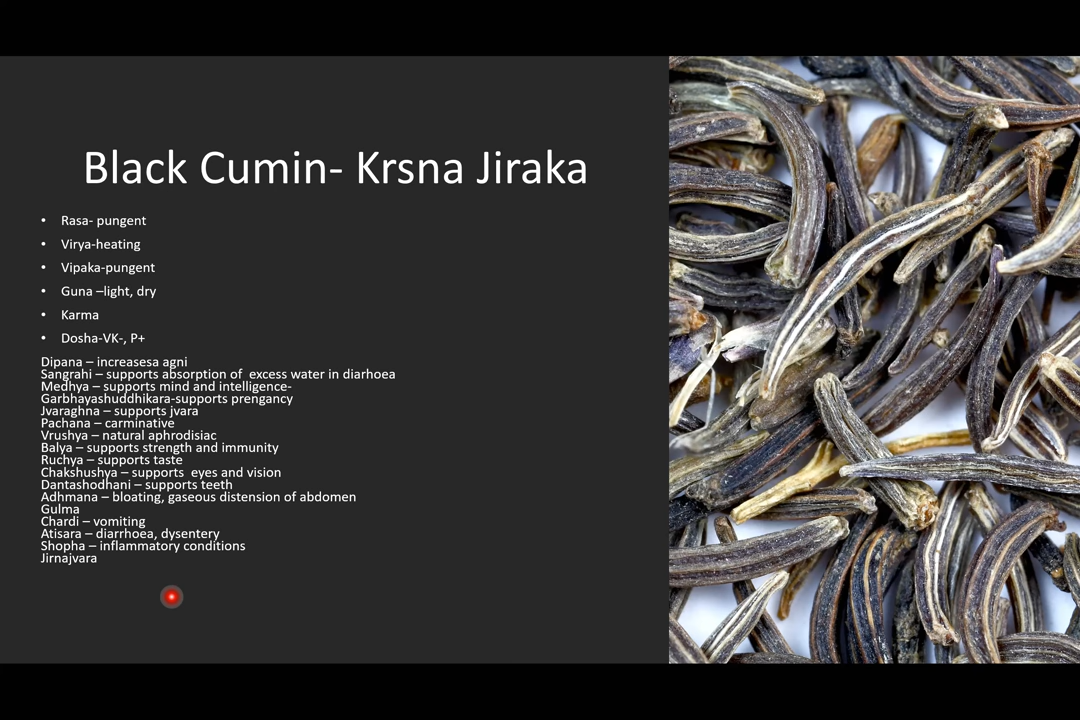 Black Cumin- Krsna Jiraka
• Rasa- pungent
• Virya-heating
• Vipaka-pungent
• Guna –light, dry
• Karma
• Dosha-VK-, P+
Dipana – increasesa agni
Sangrahi – supports absorption of  excess water in diarhoea
Medhya – supports mind and intelligence-
Garbhayashuddhikara-supports prengancy
Jvaraghna – supports jvara
Pachana – carminative
Vrushya – natural aphrodisiac
Balya – supports strength and immunity
Ruchya – supports taste
Chakshushya – supports  eyes and vision
Dantashodhani – supports teeth
Adhmana – bloating, gaseous distension of abdomen
Gulma
Chardi – vomiting
Atisara – diarrhoea, dysentery
Shopha – inflammatory conditions
Jirnajvara